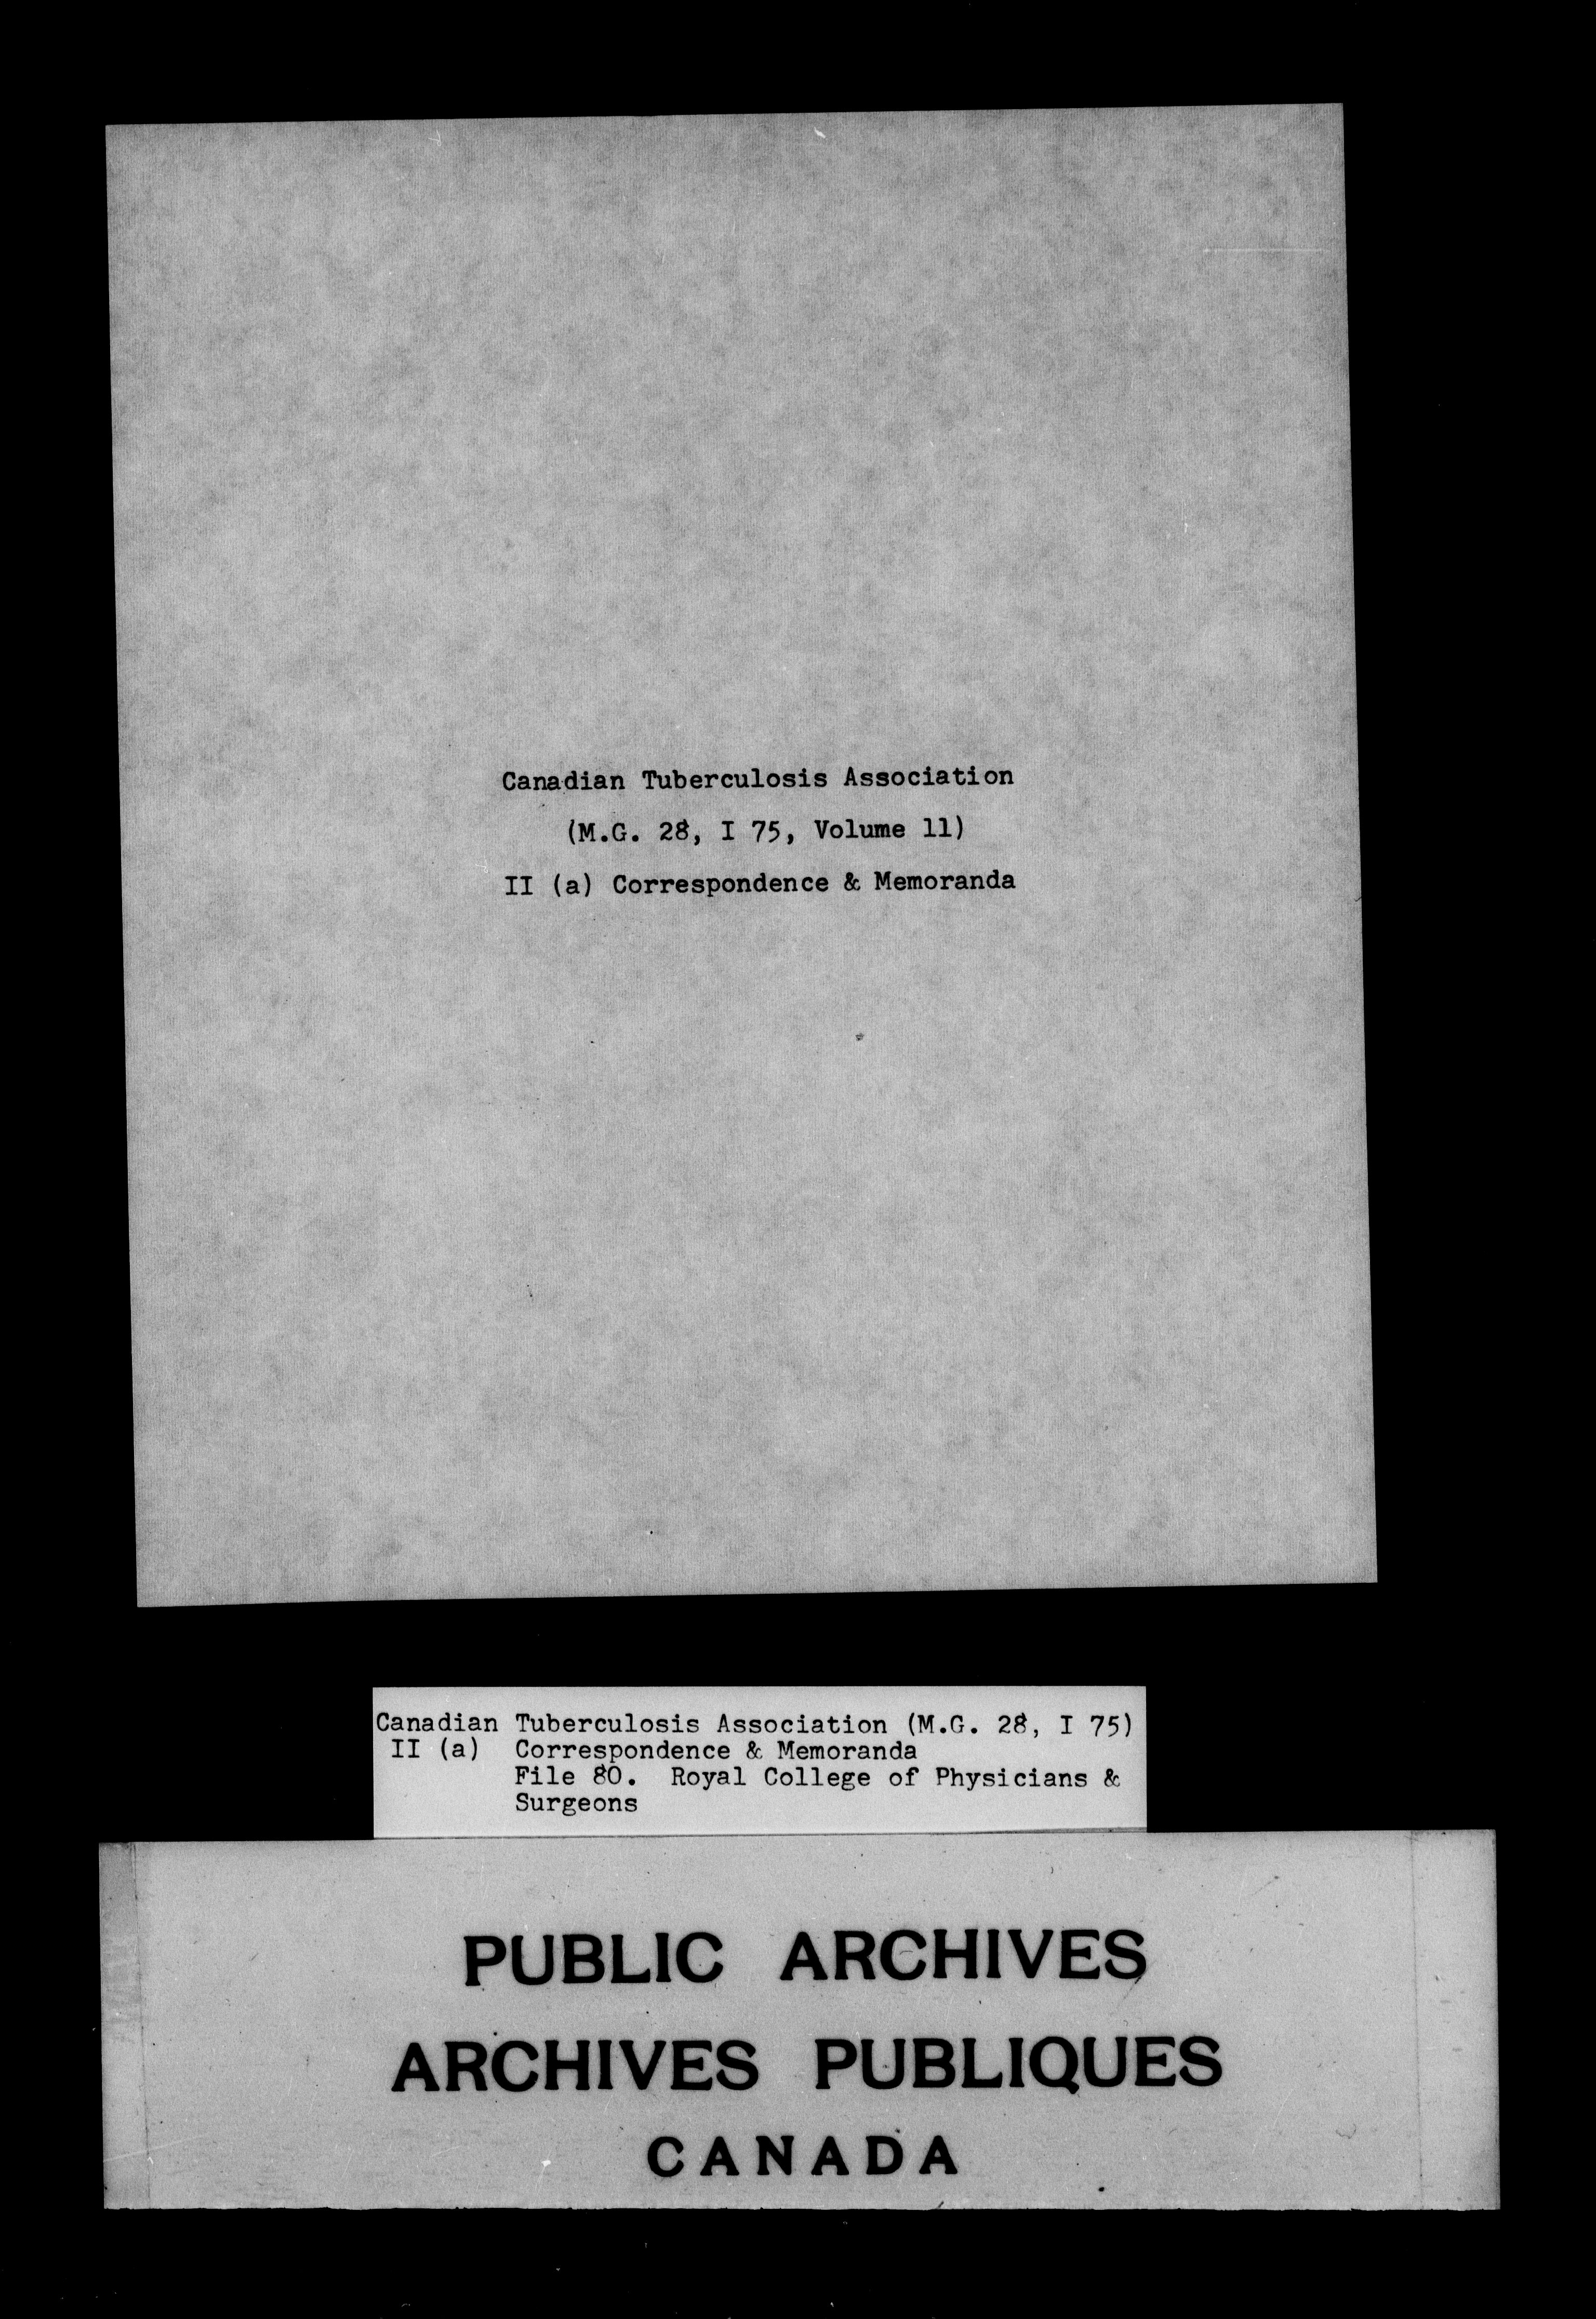 Canadian Tuberculosis Association
(M.G. 28, I 75, Volume 11)
II (a) Correspondence & Memoranda
Canadian Tuberculosis Association (M.G. 28, I 75)
II (a) Correspondence & Memoranda
File 80. Royal College of Physicians &
Surgeons
PUBLIC ARCHIVES
ARCHIVES PUBLIQUES
CANADA